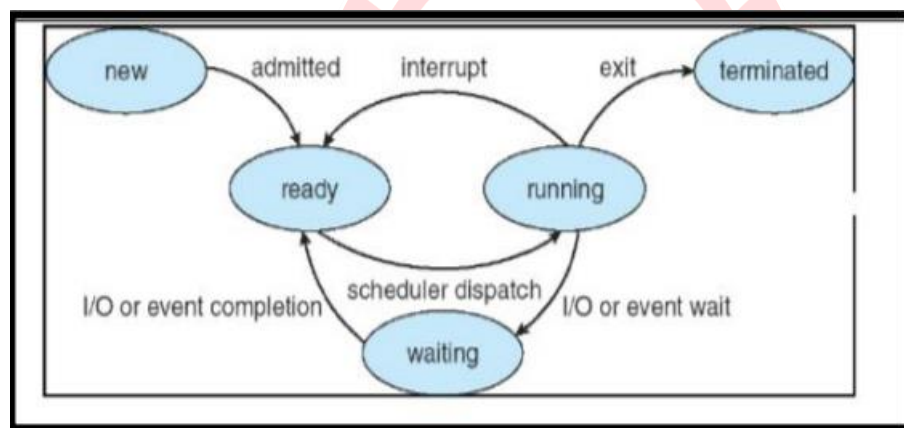 new
admitted
interrupt
exit
terminated
ready
running
scheduler dispatch
I/O or event completion
I/O or event wait
waiting